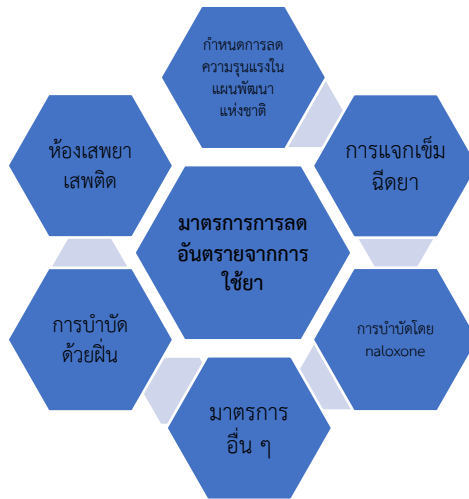 กำหนดการลด
ความรุนแรงใน
แผนพัฒนา
แห่งชาติ
ห้องเสพยา
เสพติด
การแจกเข็ม
ฉีดยา
มาตรการการลด
อันตรายจากการ
ใช้ยา
การบำบัด
ด้วยฝิ่น
การบำบัดโดย
naloxone
มาตรการ
อื่น ๆ